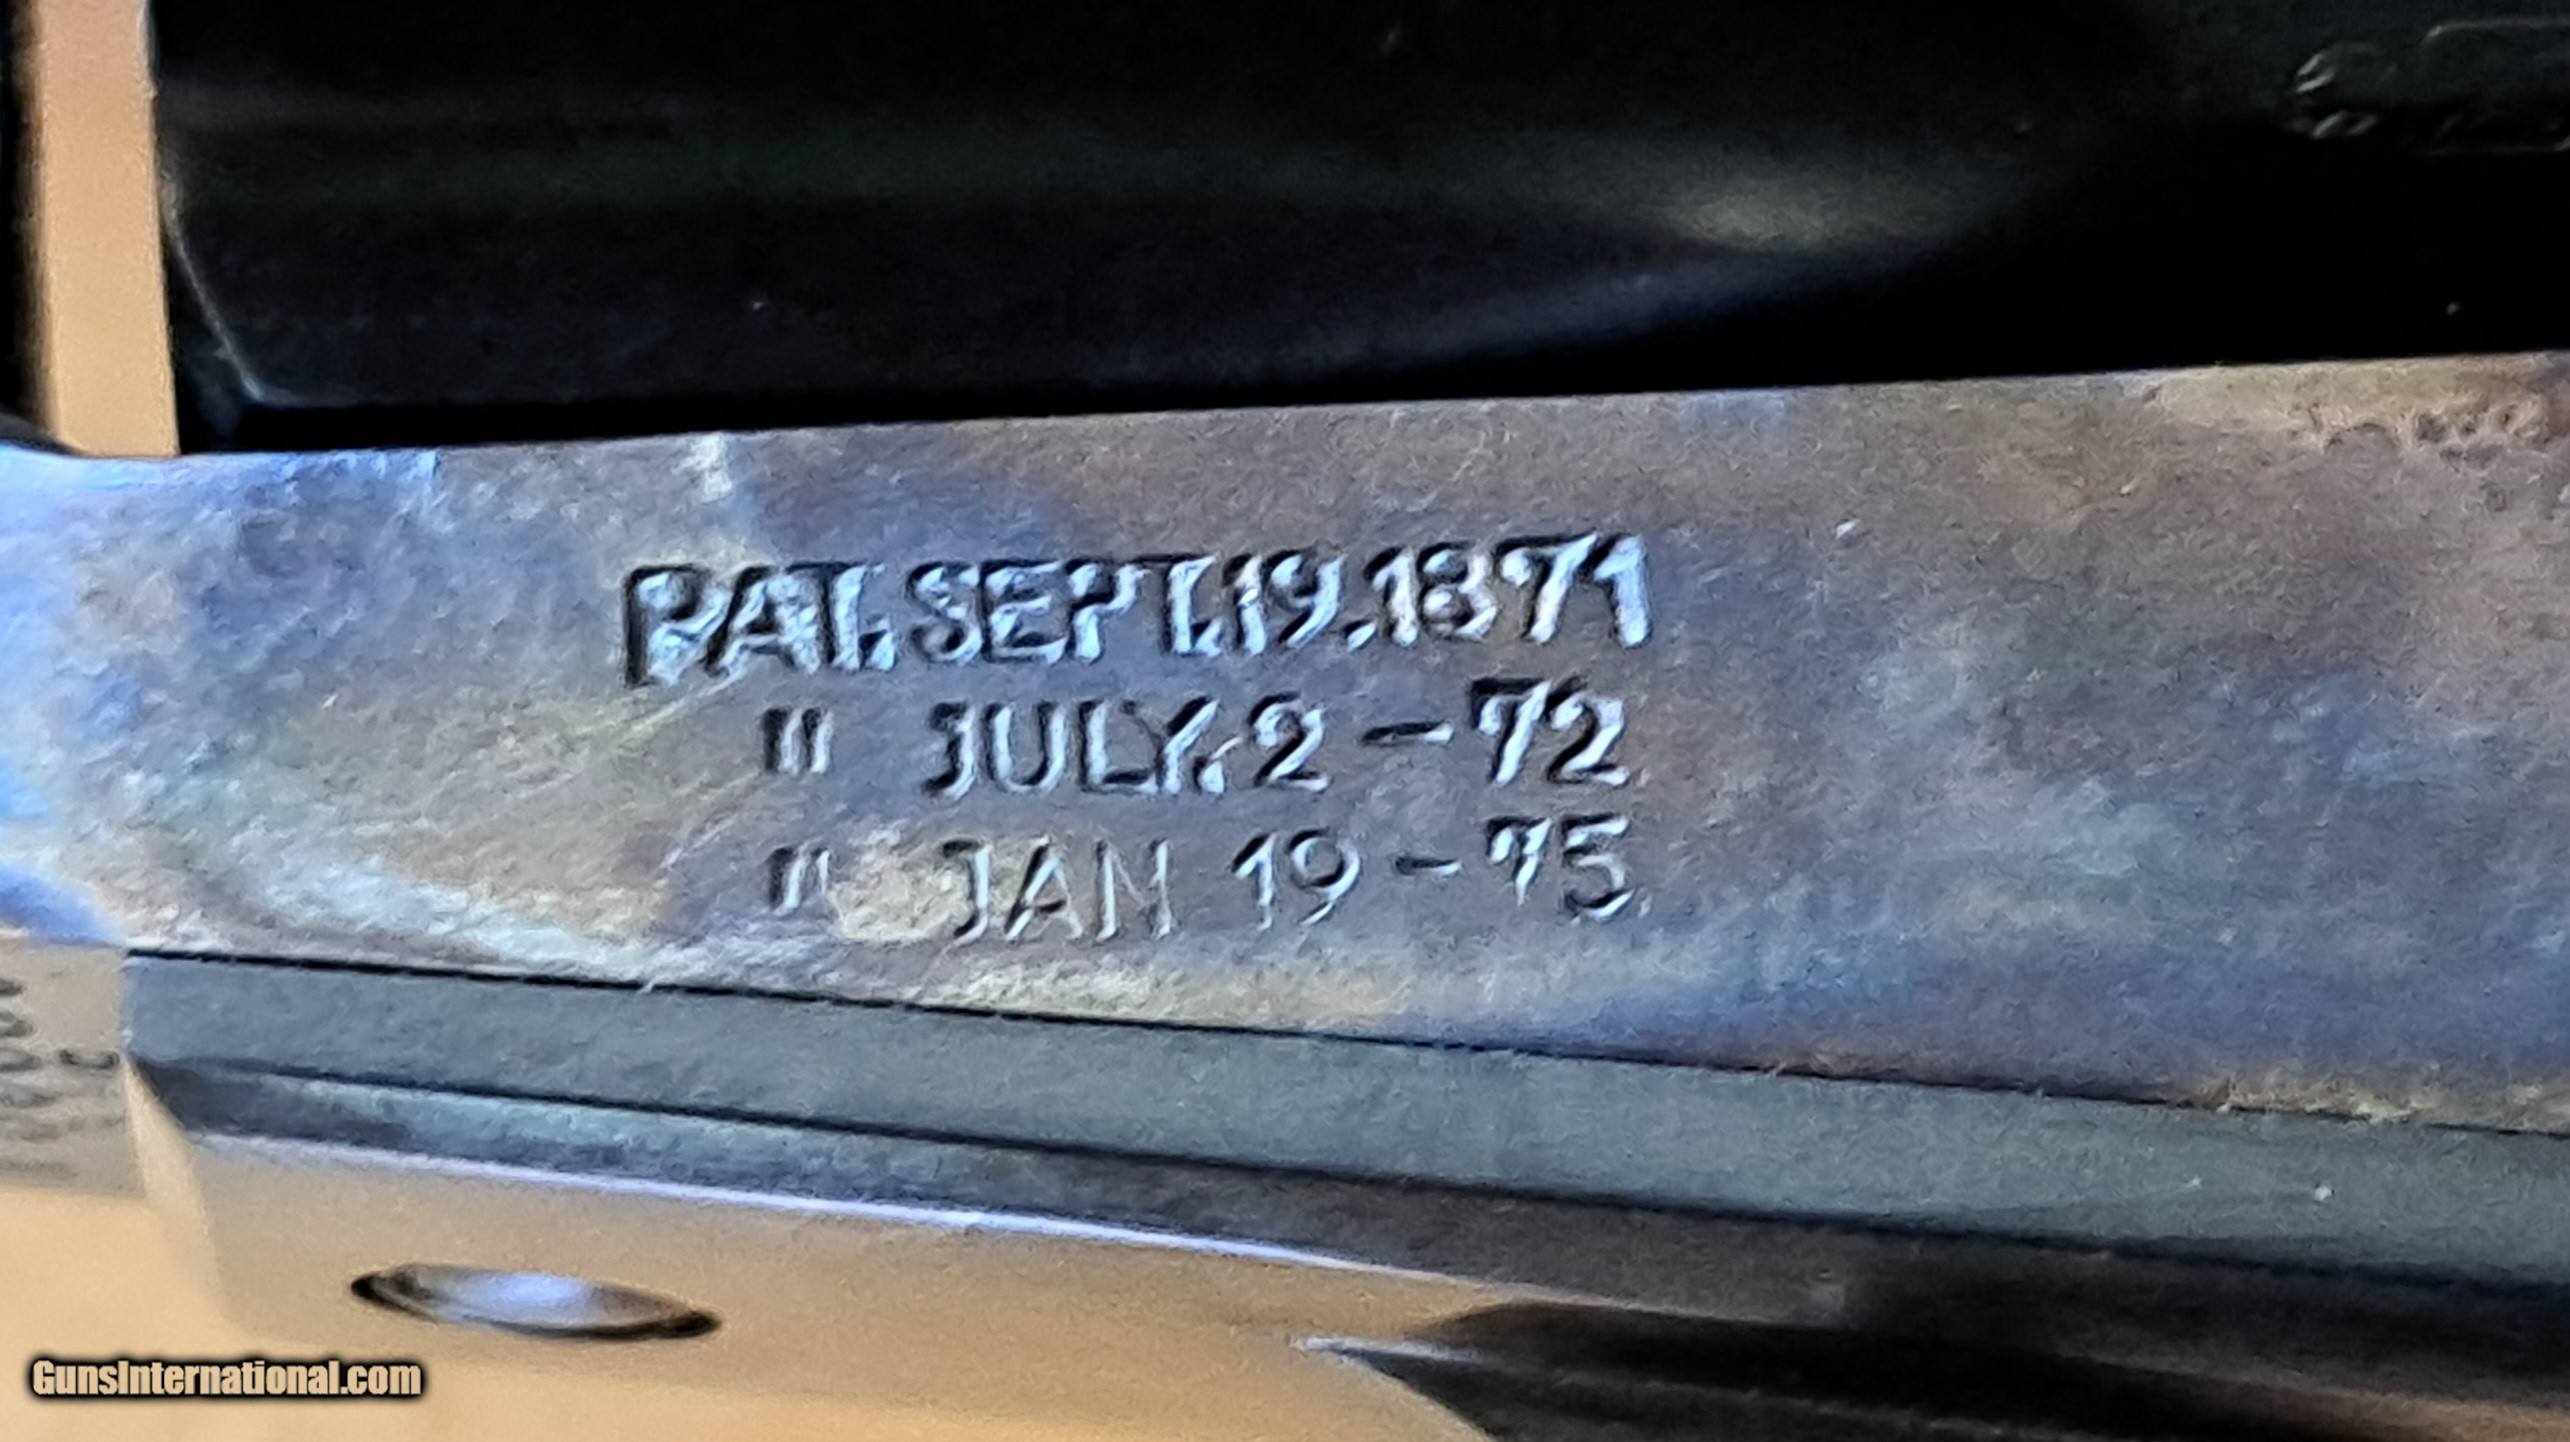 PAT. SEPT. 19. 1871
" JULY. 2 - 72
" JAN 19 - 75
GunsInternational.com